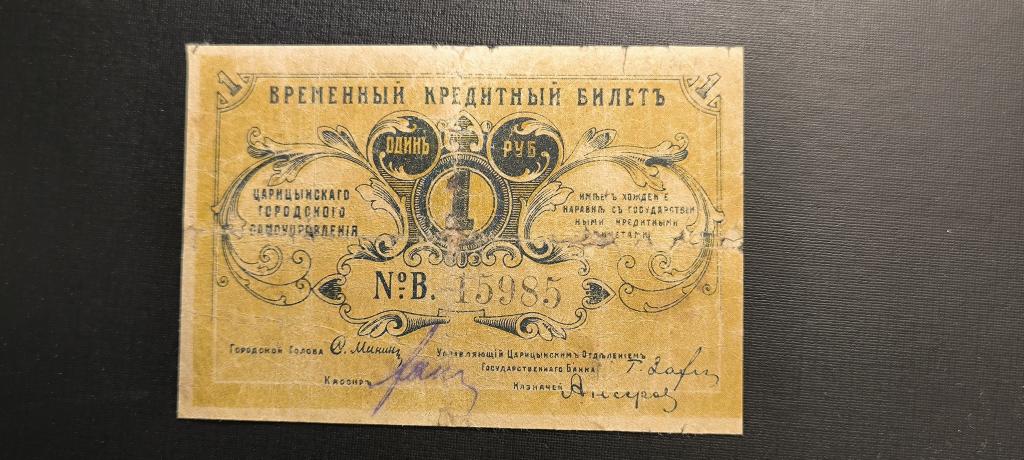 1 1
ВРЕМЕННЫЙ КРЕДИТНЫЙ БИЛЕТЪ
ОДИНЪ РУБ
1
ЦАРИЦЫНСКАГО
ГОРОДСКОГО
САМОУПРАВЛЕНІЯ
ИМѢЕТЪ ХОЖДЕНІЕ
НАРАВНѢ СЪ ГОСУДАРСТВЕН
НЫМИ КРЕДИТНЫМИ
БИЛЕТАМИ
№ В. 15985
ГОРОДСКОЙ ГОЛОВА С. Мининъ
КАССИРЪ
УПРАВЛЯЮЩІЙ ЦАРИЦЫНСКИМЪ ОТДѢЛЕНІЕМЪ
ГОСУДАРСТВЕННАГО БАНКА
КАЗНАЧЕЙ